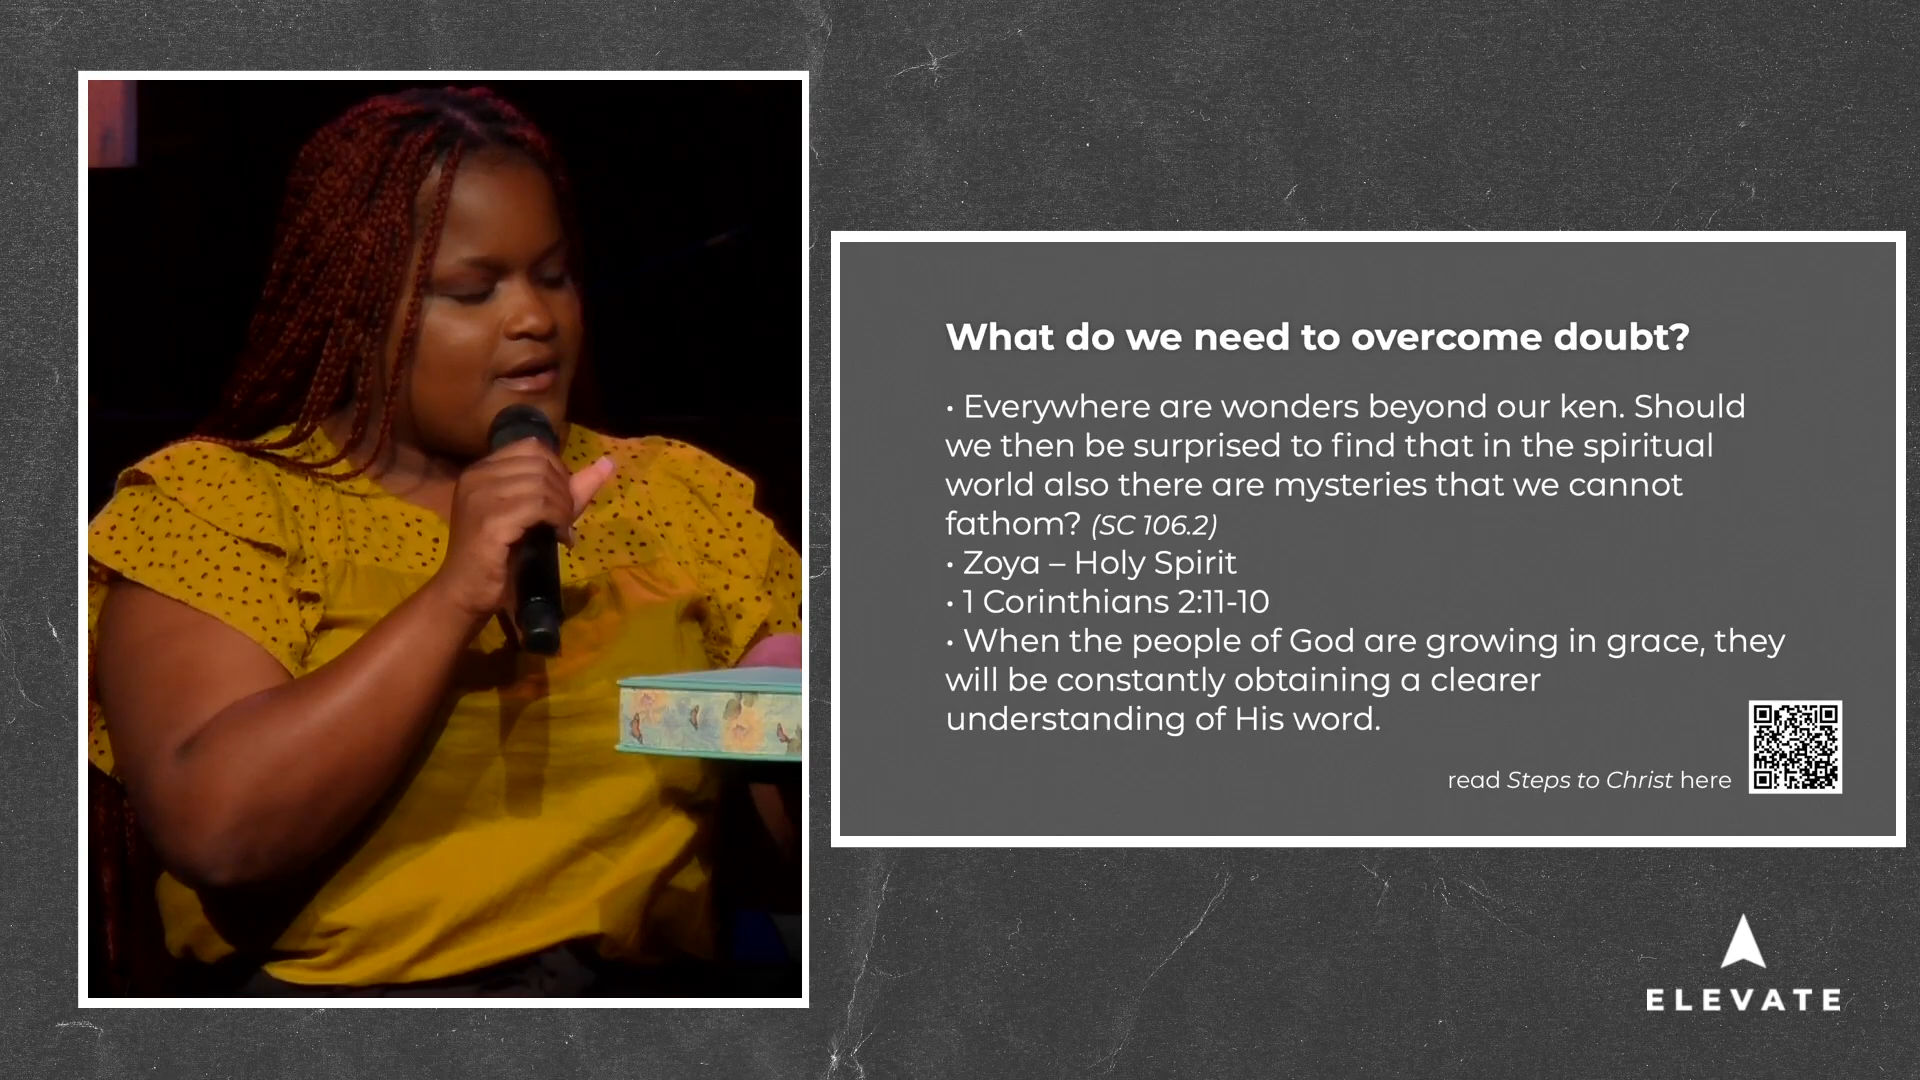 What do we need to overcome doubt?
• Everywhere are wonders beyond our ken. Should
we then be surprised to find that in the spiritual
world also there are mysteries that we cannot
fathom? (SC 106.2)
• Zoya – Holy Spirit
• 1 Corinthians 2:11-10
• When the people of God are growing in grace, they
will be constantly obtaining a clearer
understanding of His word.
read Steps to Christ here
ELEVATE